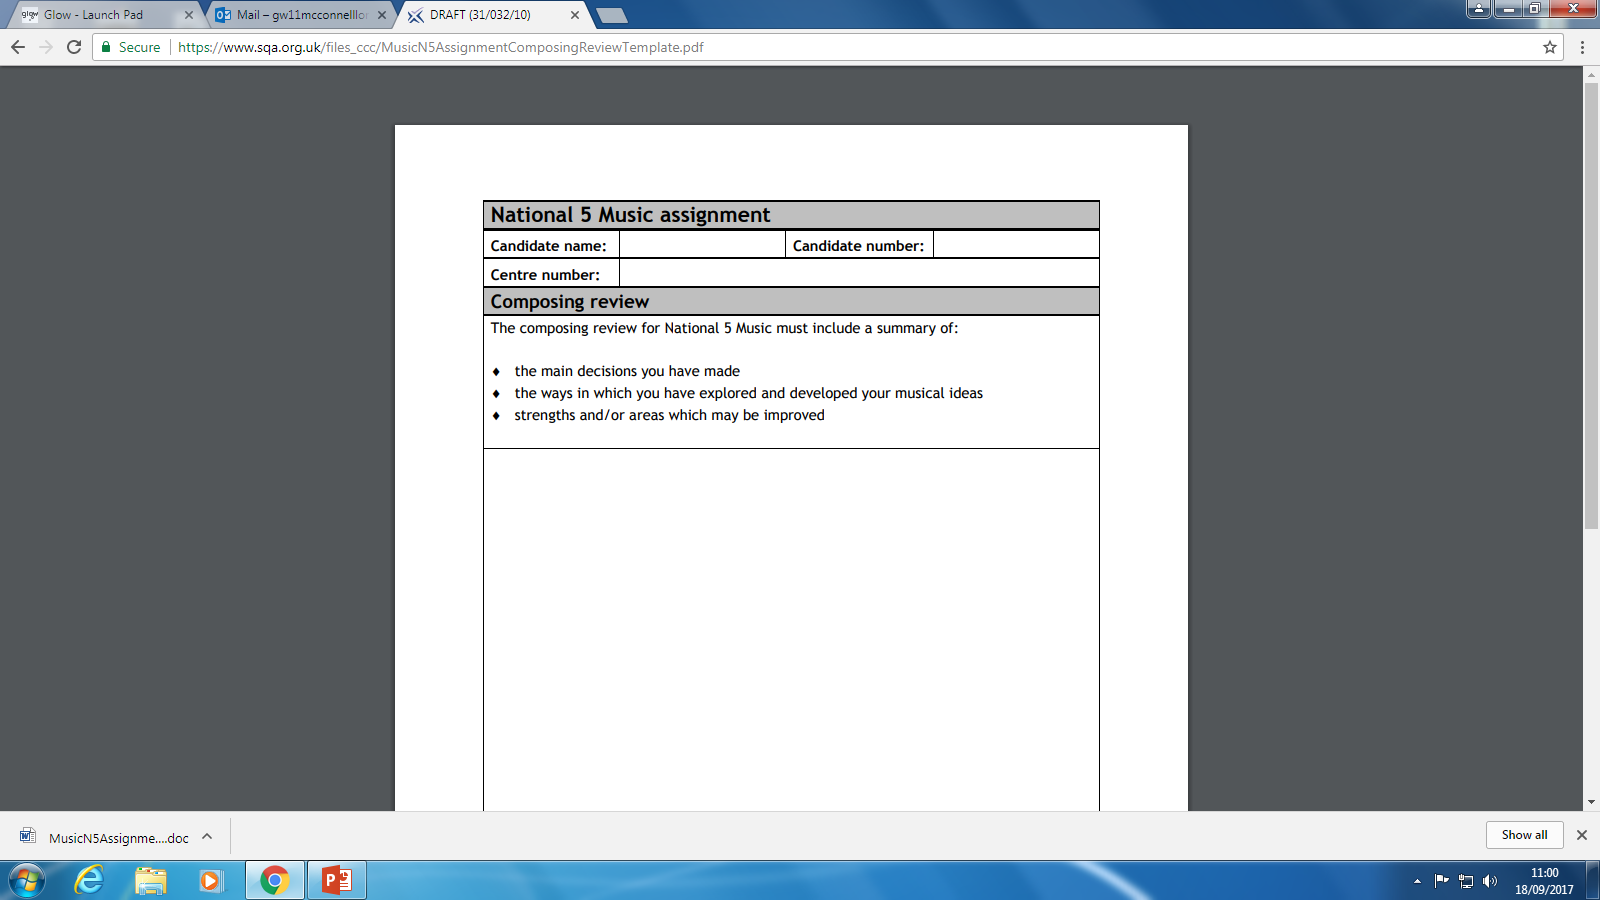 glow Glow - Launch Pad
Mail – gw11mcconnelllo
DRAFT (31/032/10)
Secure
https://www.sqa.org.uk/files_ccc/MusicN5AssignmentComposingReviewTemplate.pdf
National 5 Music assignment
Candidate name: Candidate number:
Centre number:
Composing review
The composing review for National 5 Music must include a summary of:
♦ the main decisions you have made
♦ the ways in which you have explored and developed your musical ideas
♦ strengths and/or areas which may be improved
MusicN5Assignme....doc
Show all
11:00
18/09/2017